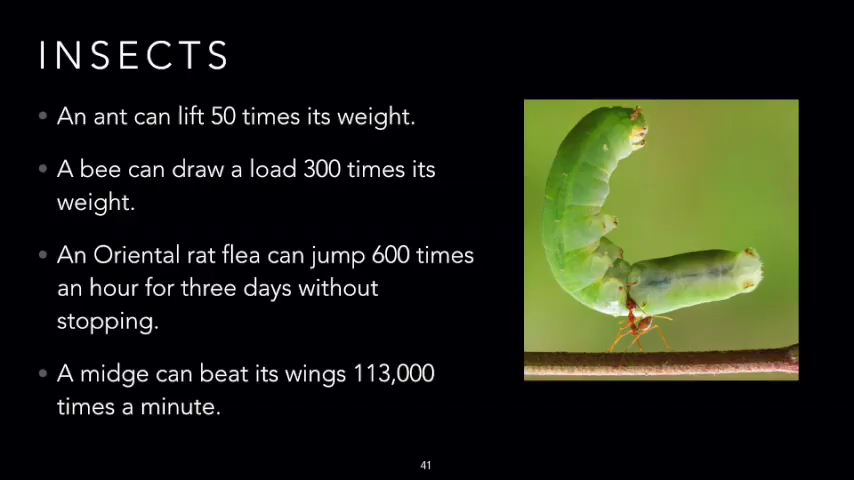 INSECTS
• An ant can lift 50 times its weight.
• A bee can draw a load 300 times its
weight.
• An Oriental rat flea can jump 600 times
an hour for three days without
stopping.
• A midge can beat its wings 113,000
times a minute.
41